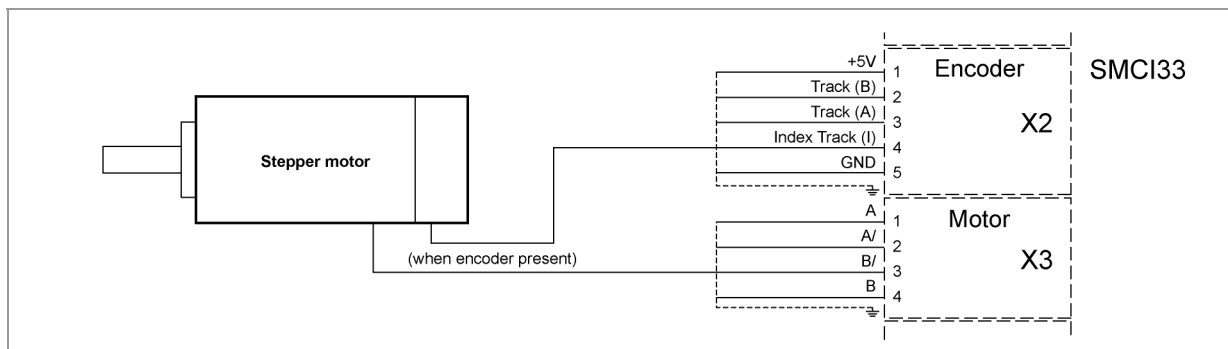 Stepper motor
(when encoder present)
+5V 1
Track (B) 2
Track (A) 3
Index Track (I) 4
GND 5
Encoder
X2
SMCI33
A 1
A/ 2
B/ 3
B 4
Motor
X3